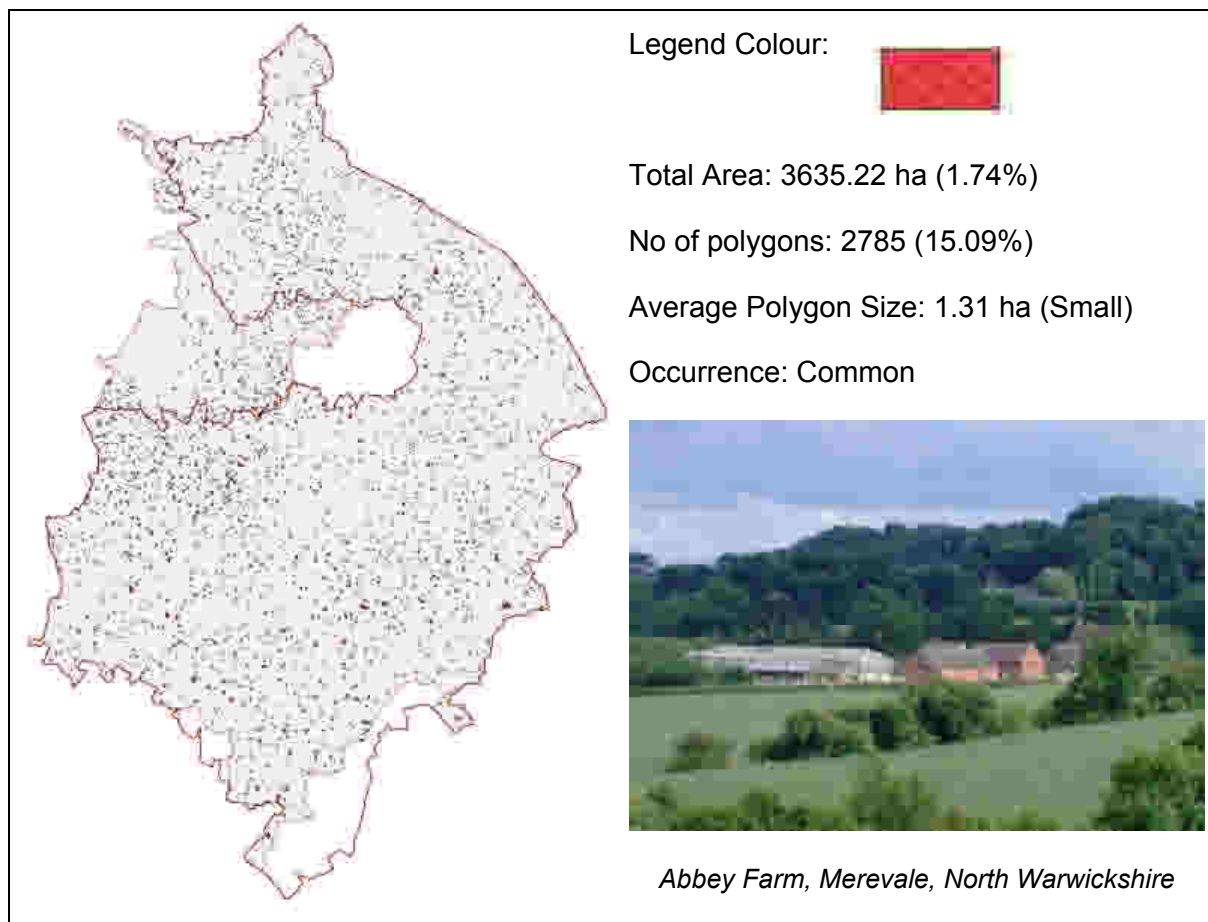 Legend Colour:
Total Area: 3635.22 ha (1.74%)
No of polygons: 2785 (15.09%)
Average Polygon Size: 1.31 ha (Small)
Occurrence: Common
Abbey Farm, Merevale, North Warwickshire